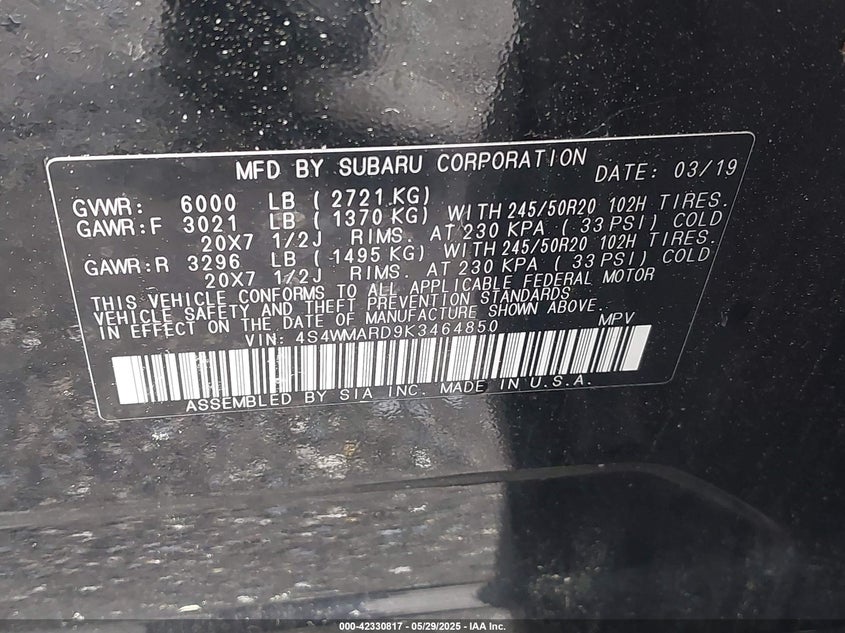 MFD BY SUBARU CORPORATION DATE: 03/19
GVWR: 6000 LB ( 2721 KG)
GAWR:F 3021 LB ( 1370 KG) WITH 245/50R20 102H TIRES.
20X7 1/2J RIMS. AT 230 KPA ( 33 PSI) COLD
GAWR:R 3296 LB ( 1495 KG) WITH 245/50R20 102H TIRES.
20X7 1/2J RIMS. AT 230 KPA ( 33 PSI) COLD
THIS VEHICLE CONFORMS TO ALL APPLICABLE FEDERAL MOTOR
VEHICLE SAFETY AND THEFT PREVENTION STANDARDS
IN EFFECT ON THE DATE OF MANUFACTURE SHOWN ABOVE.
VIN: 4S4WMARD9K3464850 MPV
ASSEMBLED BY SIA INC. MADE IN U.S.A.
000-42330817 - 05/29/2025 - IAA Inc.